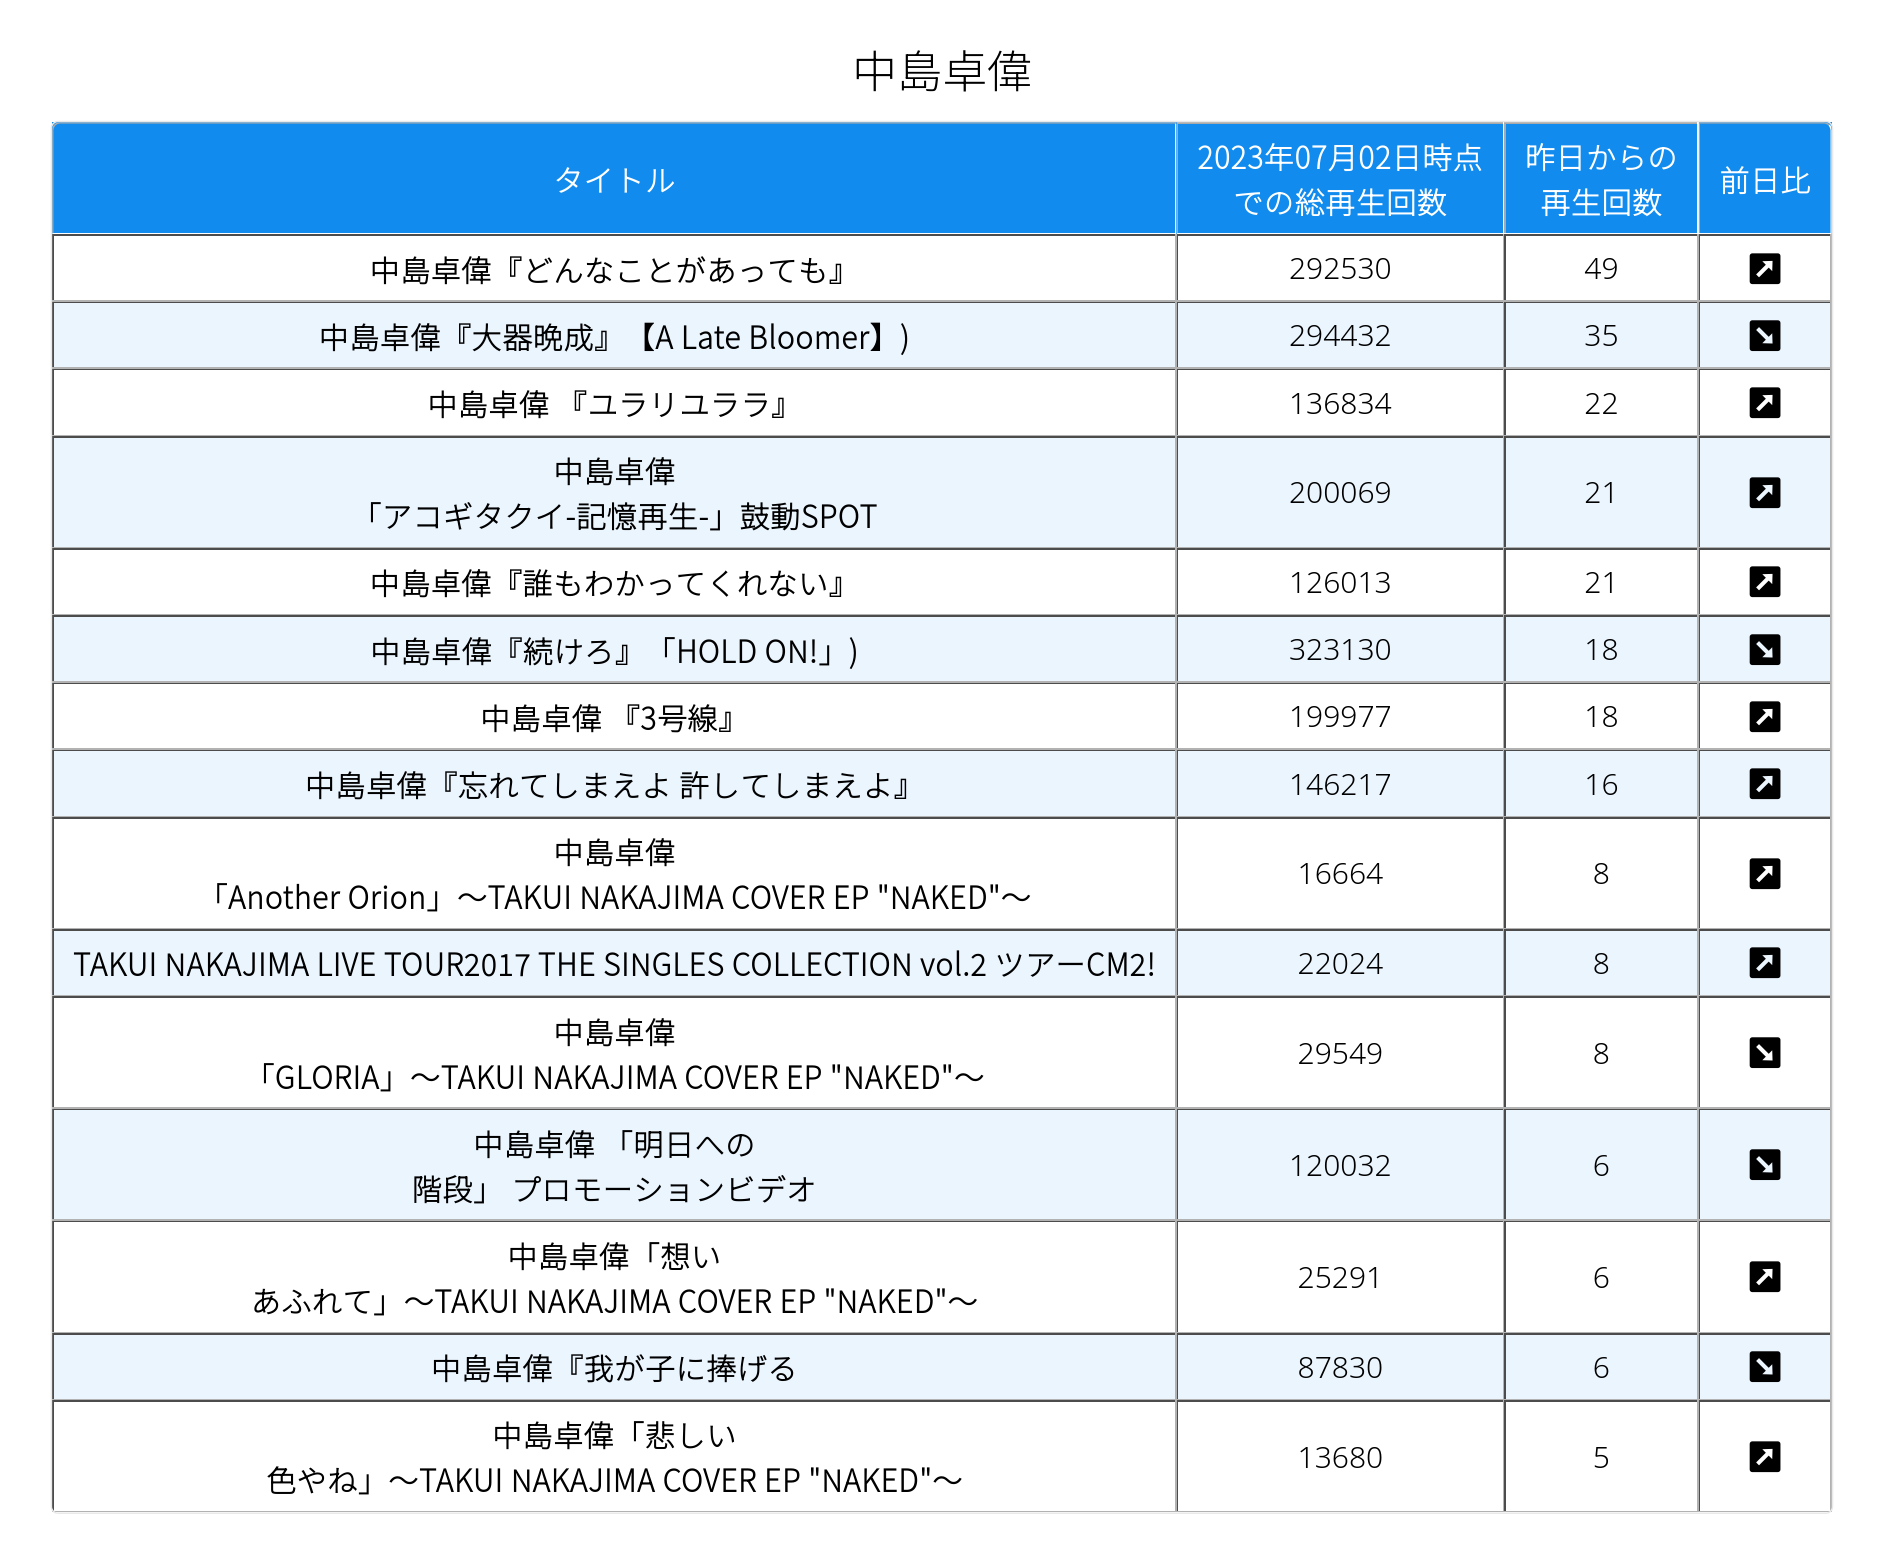 中島卓偉
タイトル
2023年07月02日時点
での総再生回数
昨日からの
再生回数
前日比
中島卓偉『どんなことがあっても』
292530
49
中島卓偉『大器晩成』【A Late Bloomer】)
294432
35
中島卓偉 『ユラリユララ』
136834
22
中島卓偉
「アコギタクイ-記憶再生-」鼓動SPOT
200069
21
中島卓偉『誰もわかってくれない』
126013
21
中島卓偉『続けろ』「HOLD ON!」)
323130
18
中島卓偉 『3号線』
199977
18
中島卓偉『忘れてしまえよ 許してしまえよ』
146217
16
中島卓偉
「Another Orion」～TAKUI NAKAJIMA COVER EP "NAKED"～
16664
8
TAKUI NAKAJIMA LIVE TOUR2017 THE SINGLES COLLECTION vol.2 ツアーCM2!
22024
8
中島卓偉
「GLORIA」～TAKUI NAKAJIMA COVER EP "NAKED"～
29549
8
中島卓偉 「明日への
階段」 プロモーションビデオ
120032
6
中島卓偉「想い
あふれて」～TAKUI NAKAJIMA COVER EP "NAKED"～
25291
6
中島卓偉『我が子に捧げる
87830
6
中島卓偉「悲しい
色やね」～TAKUI NAKAJIMA COVER EP "NAKED"～
13680
5